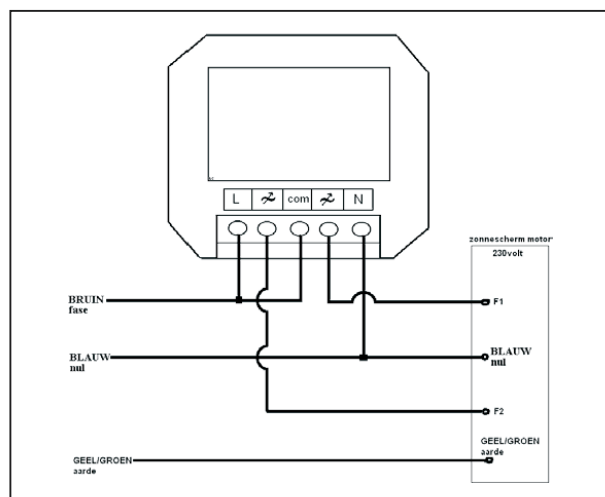 L com N
zonnescherm motor
230volt
BRUIN
fase
F1
BLAUW
nul
BLAUW
nul
F2
GEEL/GROEN
aarde
GEEL/GROEN
aarde